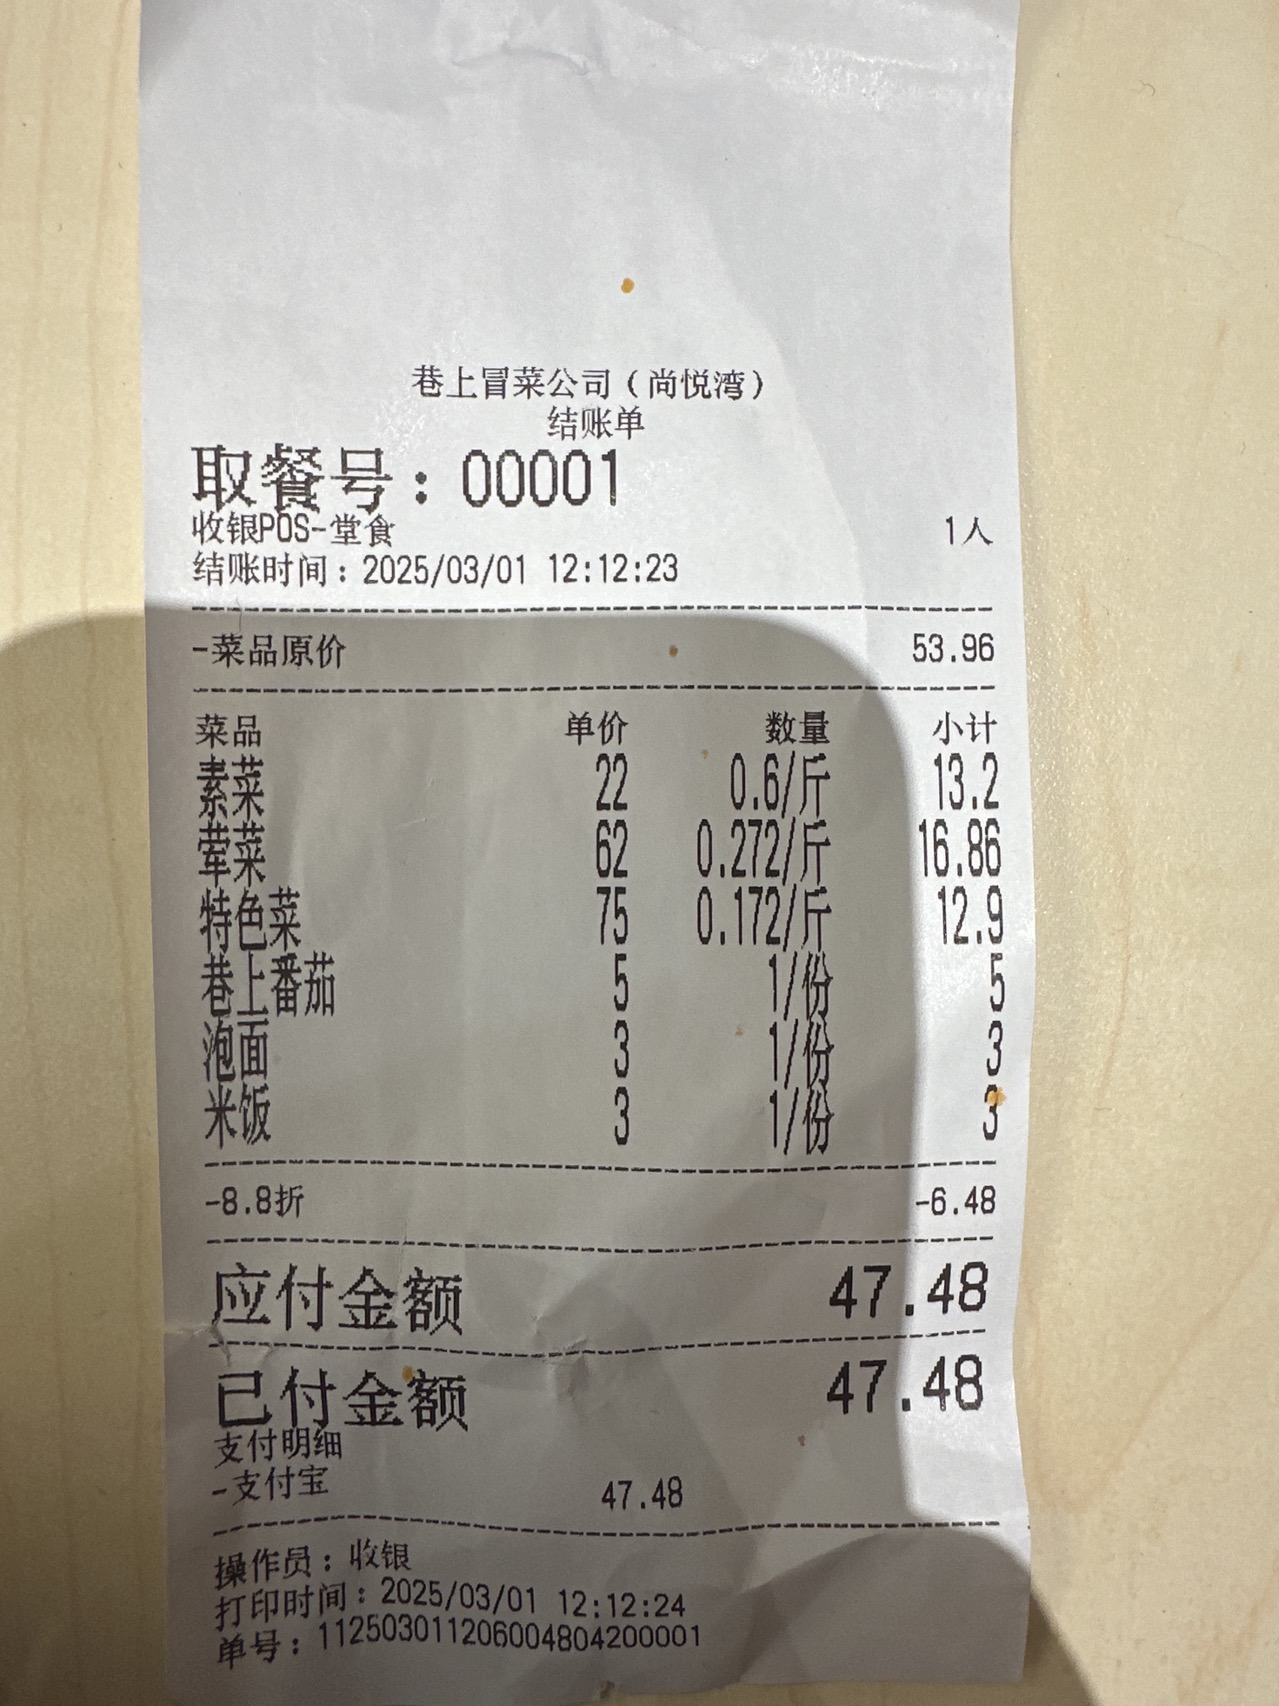 巷上冒菜公司（尚悦湾）
结账单
取餐号：00001
收银POS-堂食 1人
结账时间：2025/03/01 12:12:23
-菜品原价 53.96
菜品 单价 数量 小计
素菜 22 0.6/斤 13.2
荤菜 62 0.272/斤 16.86
特色菜 75 0.172/斤 12.9
巷上番茄 5 1/份 5
泡面 3 1/份 3
米饭 3 1/份 3
-8.8折 -6.48
应付金额 47.48
已付金额 47.48
支付明细
-支付宝 47.48
操作员：收银
打印时间：2025/03/01 12:12:24
单号：1125030112060048042​00001